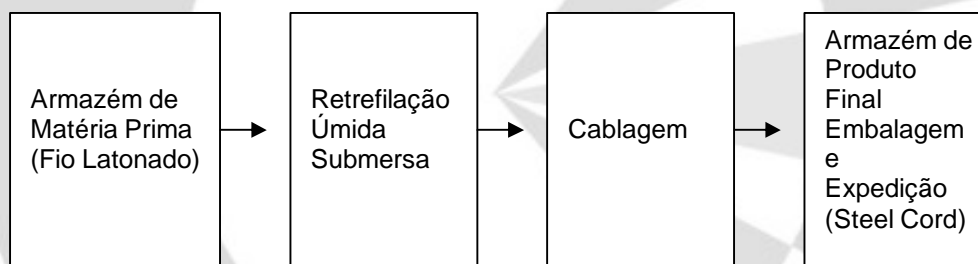 Armazém de
Matéria Prima
(Fio Latonado)
Retrefilação
Úmida
Submersa
Cablagem
Armazém de
Produto
Final
Embalagem
e
Expedição
(Steel Cord)